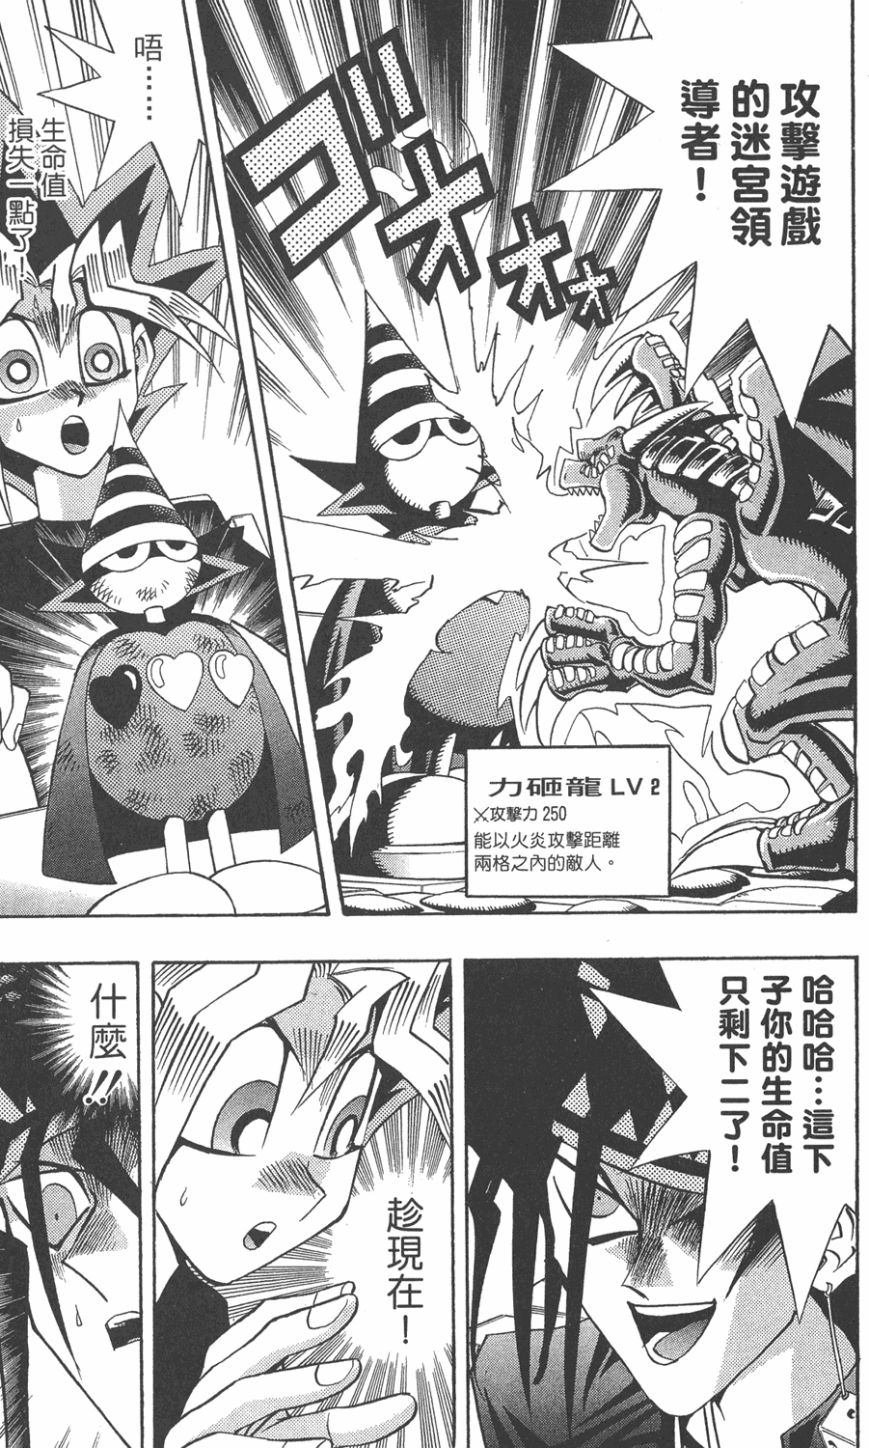 攻擊遊戲
的迷宮領
導者！
ゴオオオ
力砸龍 LV 2
※攻擊力 250
能以火炎攻擊距離
兩格之內的敵人。
唔……
生命值
損失一點了！
哈哈哈…這下
子你的生命值
只剩下二了！
趁現在！
什麼!!